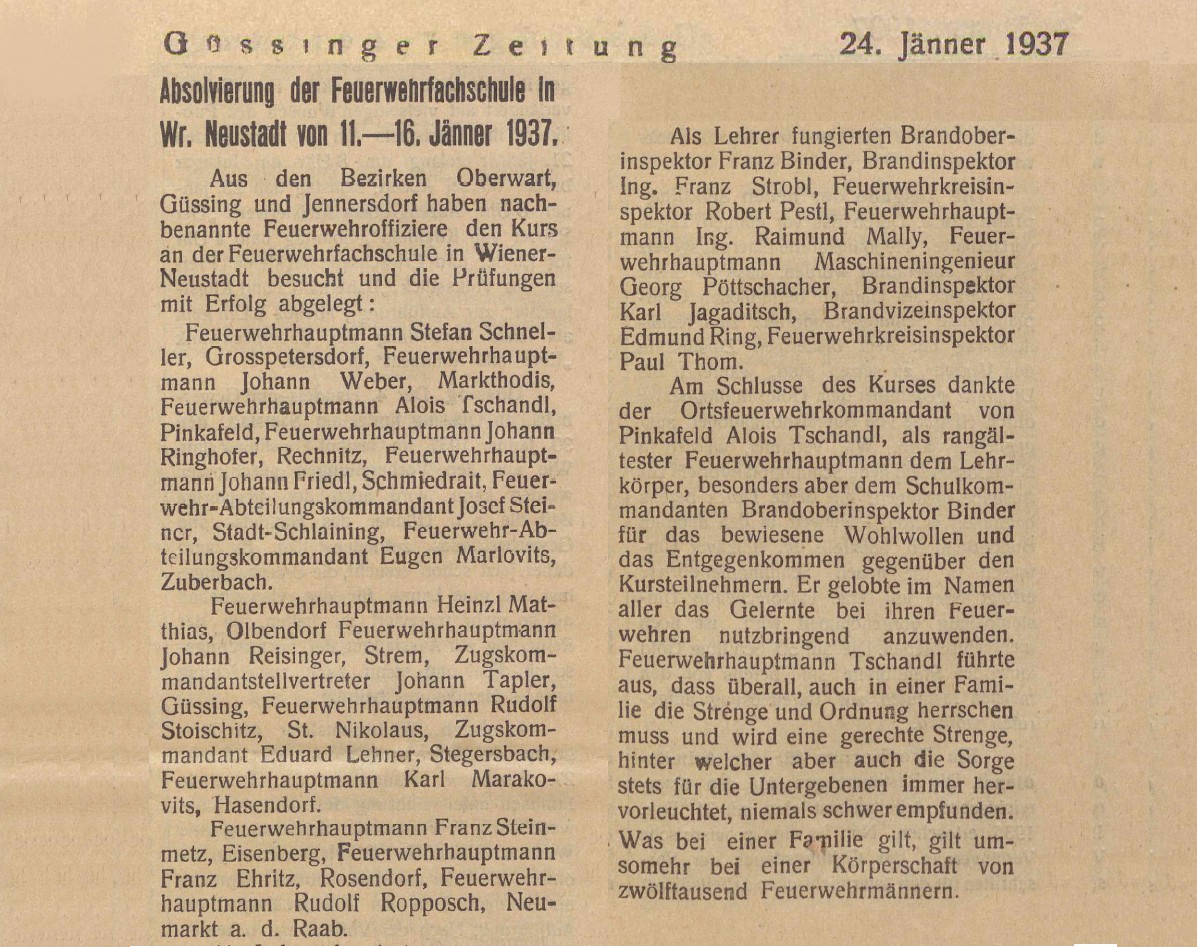 Güssinger Zeitung 24. Jänner 1937
Absolvierung der Feuerwehrfachschule in
Wr. Neustadt von 11.—16. Jänner 1937.
Aus den Bezirken Oberwart,
Güssing und Jennersdorf haben nach-
benannte Feuerwehroffiziere den Kurs
an der Feuerwehrfachschule in Wiener-
Neustadt besucht und die Prüfungen
mit Erfolg abgelegt :
Feuerwehrhauptmann Stefan Schnel-
ler, Grosspetersdorf, Feuerwehrhaupt-
mann Johann Weber, Markthodis,
Feuerwehrhauptmann Alois Tschandl,
Pinkafeld, Feuerwehrhauptmann Johann
Ringhofer, Rechnitz, Feuerwehrhaupt-
mann Johann Friedl, Schmiedrait, Feuer-
wehr-Abteilungskommandant Josef Stei-
ner, Stadt-Schlaining, Feuerwehr-Ab-
teilungskommandant Eugen Marlovits,
Zuberbach.
Feuerwehrhauptmann Heinzl Mat-
thias, Olbendorf Feuerwehrhauptmann
Johann Reisinger, Strem, Zugskom-
mandantstellvertreter Johann Tapler,
Güssing, Feuerwehrhauptmann Rudolf
Stoischitz, St. Nikolaus, Zugskom-
mandant Eduard Lehner, Stegersbach,
Feuerwehrhauptmann Karl Marako-
vits, Hasendorf.
Feuerwehrhauptmann Franz Stein-
metz, Eisenberg, Feuerwehrhauptmann
Franz Ehritz, Rosendorf, Feuerwehr-
hauptmann Rudolf Ropposch, Neu-
markt a. d. Raab.
Als Lehrer fungierten Brandober-
inspektor Franz Binder, Brandinspektor
Ing. Franz Strobl, Feuerwehrkreisin-
spektor Robert Pestl, Feuerwehrhaupt-
mann Ing. Raimund Mally, Feuer-
wehrhauptmann Maschineningenieur
Georg Pöttschacher, Brandinspektor
Karl Jagaditsch, Brandvizeinspektor
Edmund Ring, Feuerwehrkreisinspektor
Paul Thom.
Am Schlusse des Kurses dankte
der Ortsfeuerwehrkommandant von
Pinkafeld Alois Tschandl, als rangäl-
tester Feuerwehrhauptmann dem Lehr-
körper, besonders aber dem Schulkom-
mandanten Brandoberinspektor Binder
für das bewiesene Wohlwollen und
das Entgegenkommen gegenüber den
Kursteilnehmern. Er gelobte im Namen
aller das Gelernte bei ihren Feuer-
wehren nutzbringend anzuwenden.
Feuerwehrhauptmann Tschandl führte
aus, dass überall, auch in einer Fami-
lie die Strenge und Ordnung herrschen
muss und wird eine gerechte Strenge,
hinter welcher aber auch die Sorge
stets für die Untergebenen immer her-
vorleuchtet, niemals schwer empfunden.
Was bei einer Familie gilt, gilt um-
somehr bei einer Körperschaft von
zwölftausend Feuerwehrmännern.